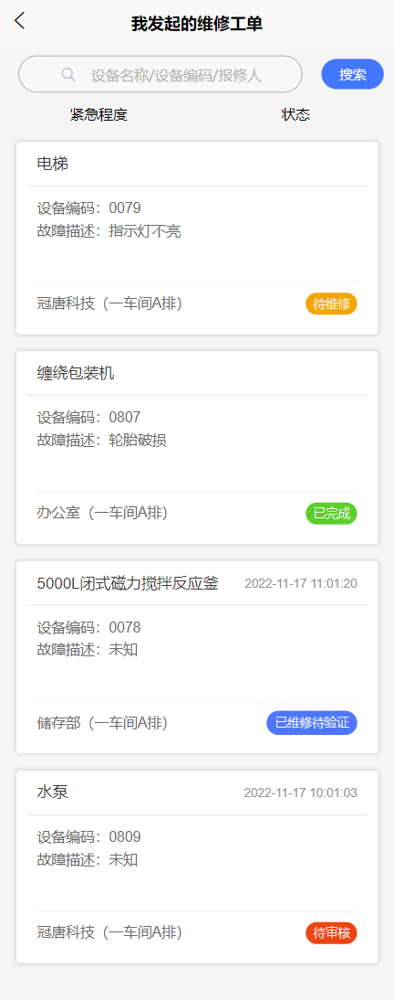 我发起的维修工单
设备名称/设备编码/报修人 搜索
紧急程度 状态
电梯
设备编码：0079
故障描述：指示灯不亮
冠唐科技（一车间A排） 待维修
缠绕包装机
设备编码：0807
故障描述：轮胎破损
办公室（一车间A排） 已完成
5000L闭式磁力搅拌反应釜 2022-11-17 11:01:20
设备编码：0078
故障描述：未知
储存部（一车间A排） 已维修待验证
水泵 2022-11-17 10:01:03
设备编码：0809
故障描述：未知
冠唐科技（一车间A排） 待审核